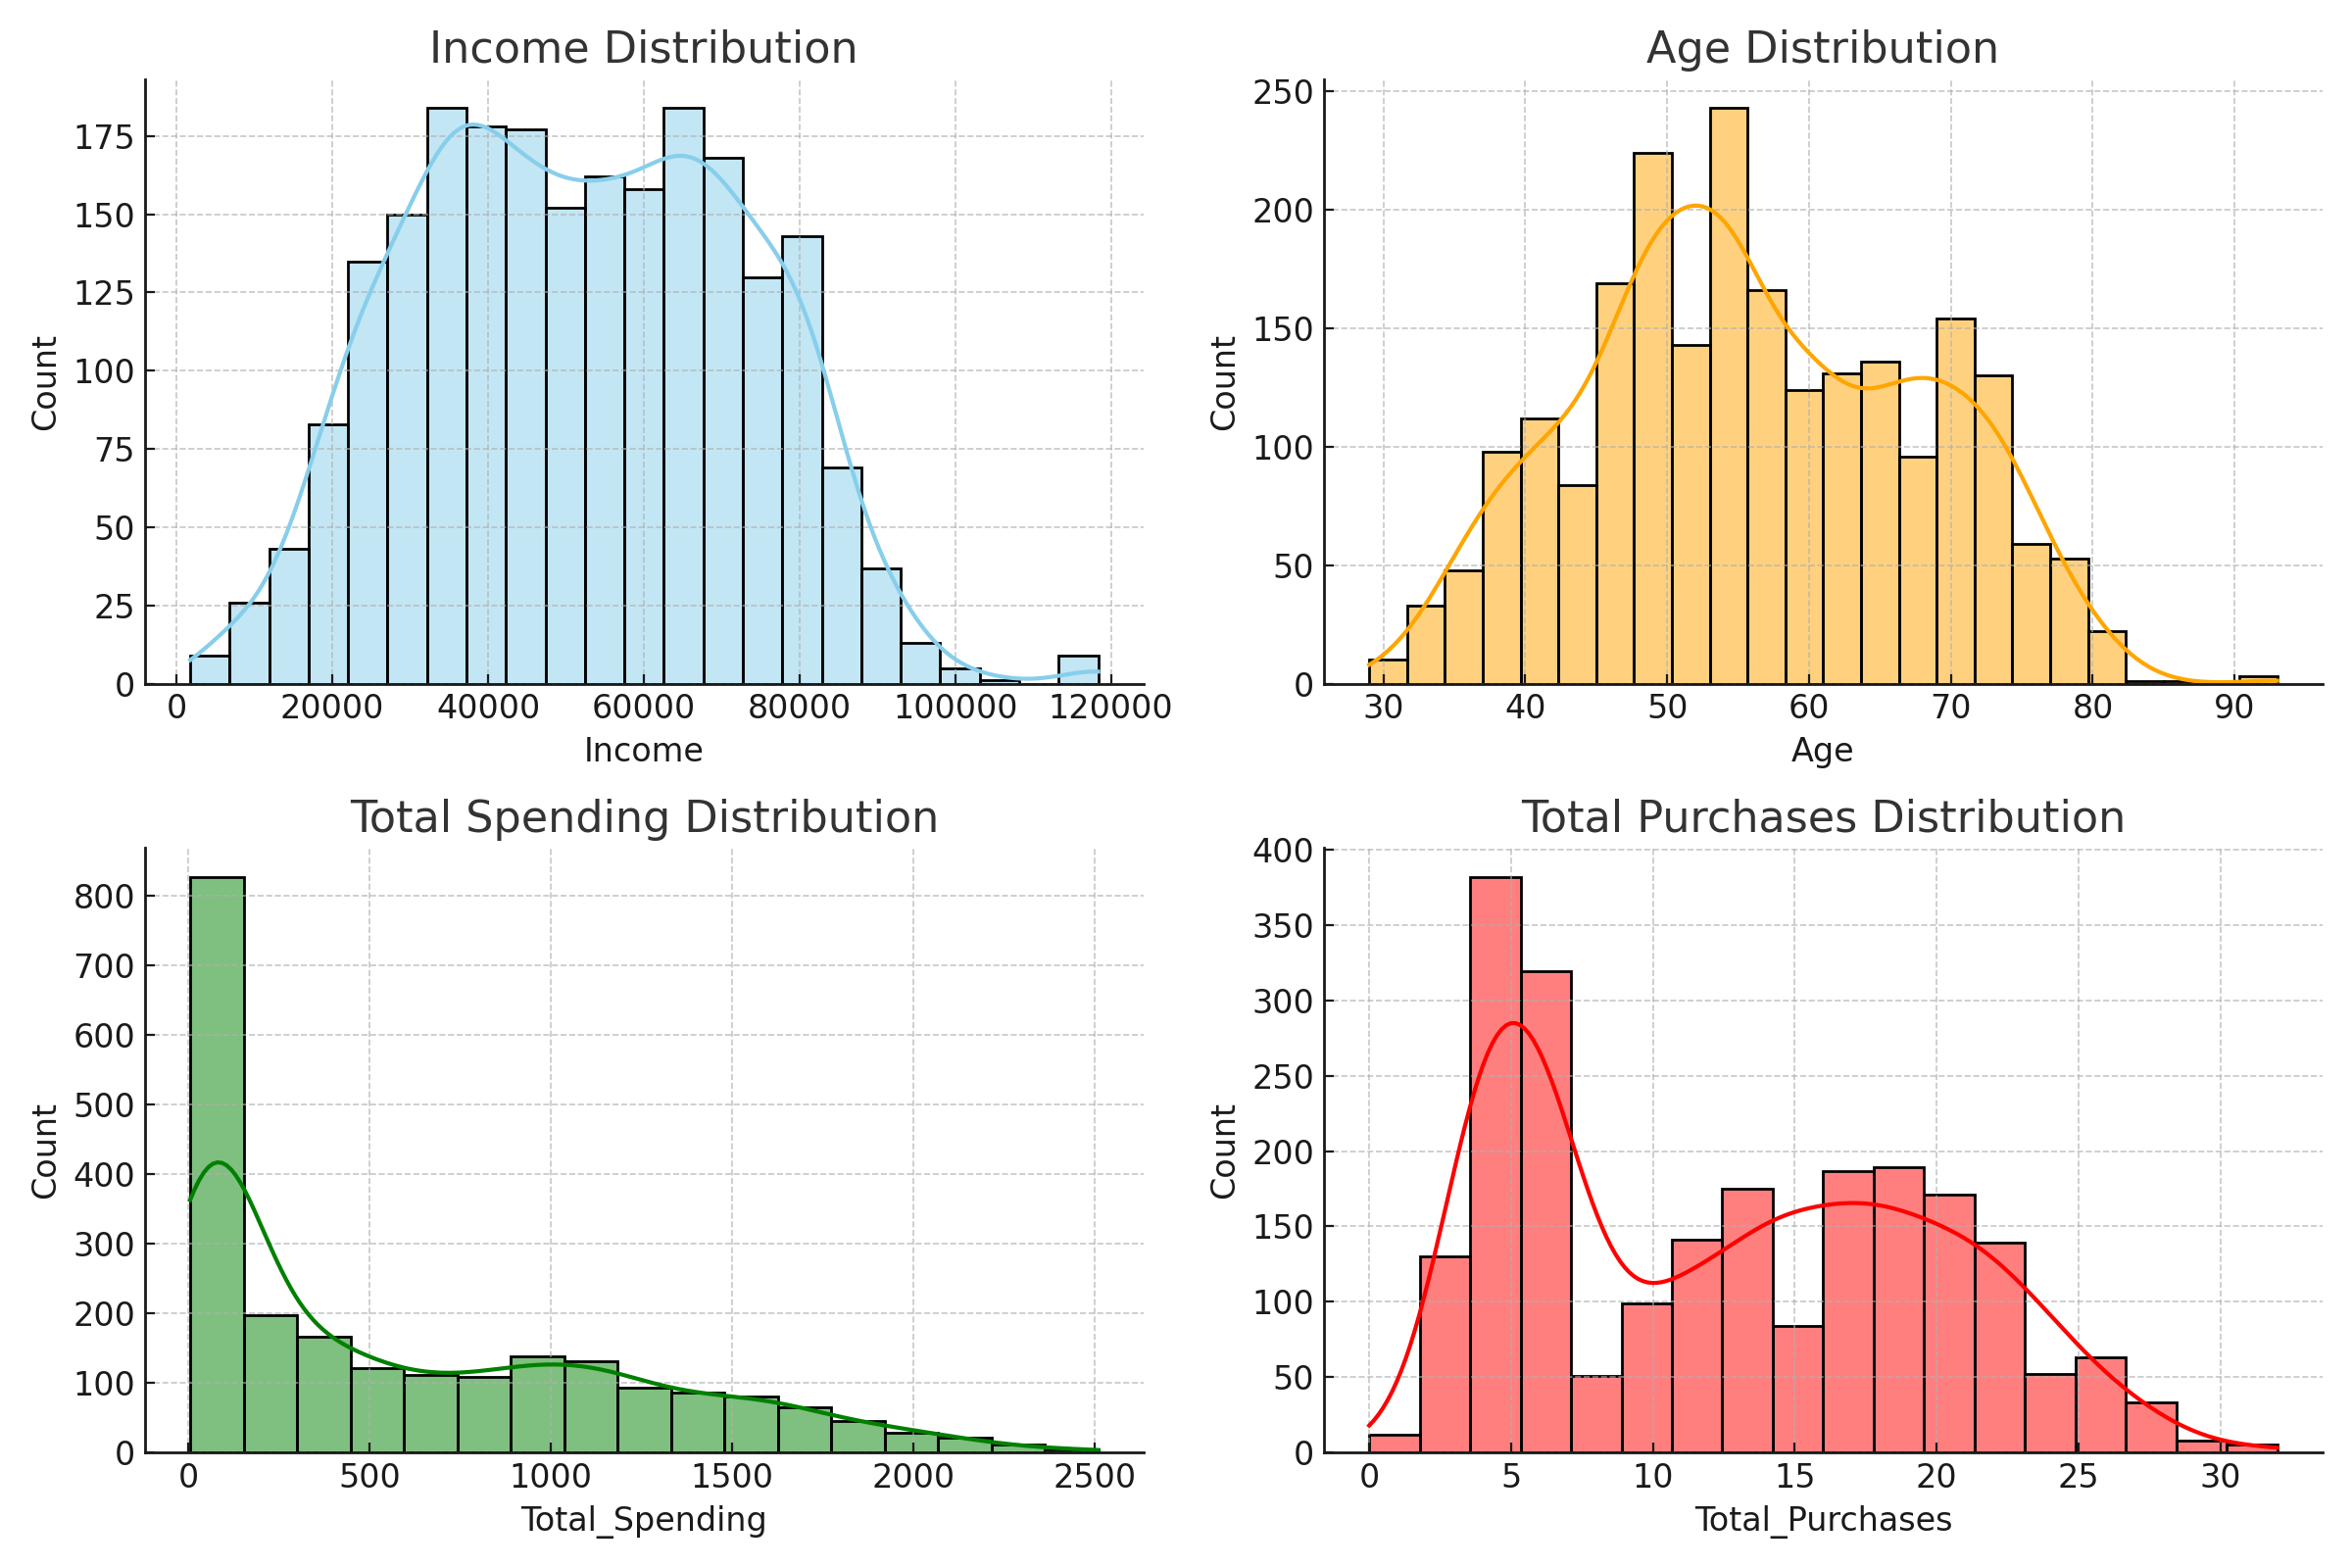 Income Distribution
Count
175
150
125
100
75
50
25
0
0 20000 40000 60000 80000 100000 120000
Income
Age Distribution
Count
250
200
150
100
50
0
30 40 50 60 70 80 90
Age
Total Spending Distribution
Count
800
700
600
500
400
300
200
100
0
0 500 1000 1500 2000 2500
Total_Spending
Total Purchases Distribution
Count
400
350
300
250
200
150
100
50
0
0 5 10 15 20 25 30
Total_Purchases